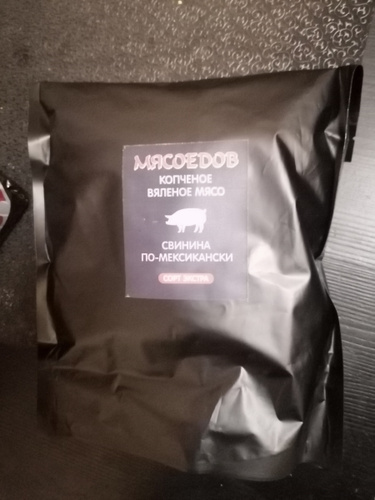 МЯСОЕДОВ
КОПЧЕНОЕ
ВЯЛЕНОЕ МЯСО
СВИНИНА
ПО-МЕКСИКАНСКИ
СОРТ ЭКСТРА